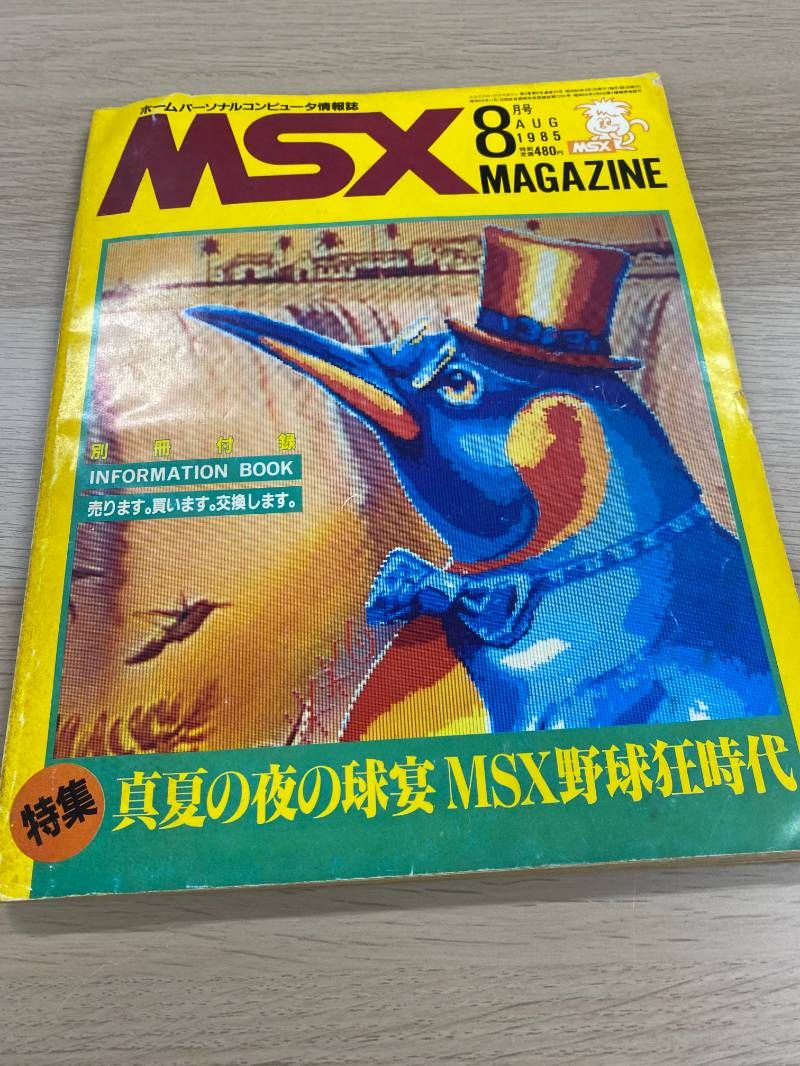 ホームパーソナルコンピュータ情報誌
MSX
8月号
AUG
1985
特別
定価480円
MSX
MAGAZINE
別冊付録
INFORMATION BOOK
売ります。買います。交換します。
特集
真夏の夜の球宴 MSX野球狂時代